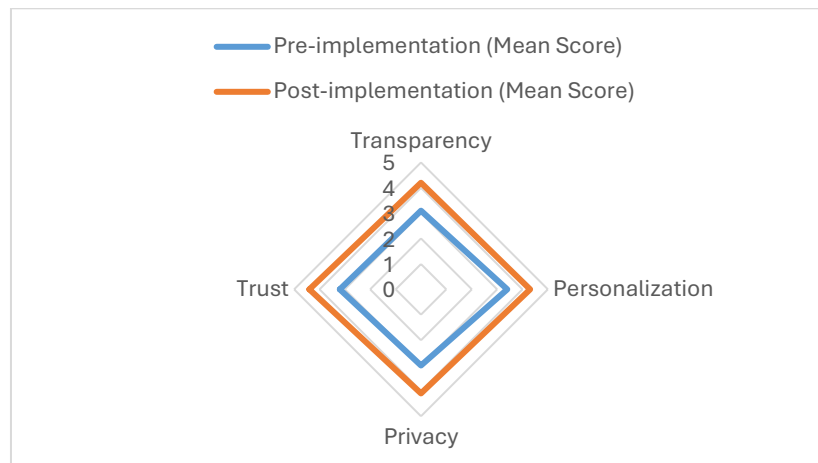 Pre-implementation (Mean Score)
Post-implementation (Mean Score)
Transparency
5
4
3
2
1
0
Trust
Personalization
Privacy